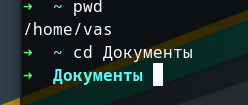 ➜ ~ pwd
/home/vas
➜ ~ cd Документы
➜ Документы